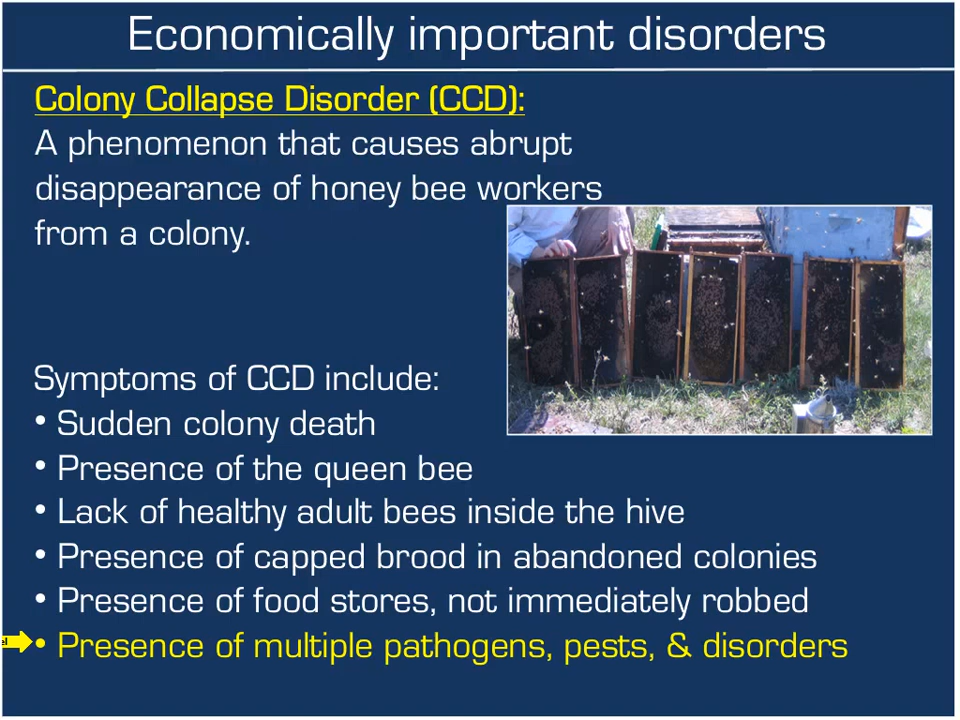 Economically important disorders
Colony Collapse Disorder (CCD):
A phenomenon that causes abrupt
disappearance of honey bee workers
from a colony.
Symptoms of CCD include:
• Sudden colony death
• Presence of the queen bee
• Lack of healthy adult bees inside the hive
• Presence of capped brood in abandoned colonies
• Presence of food stores, not immediately robbed
• Presence of multiple pathogens, pests, & disorders